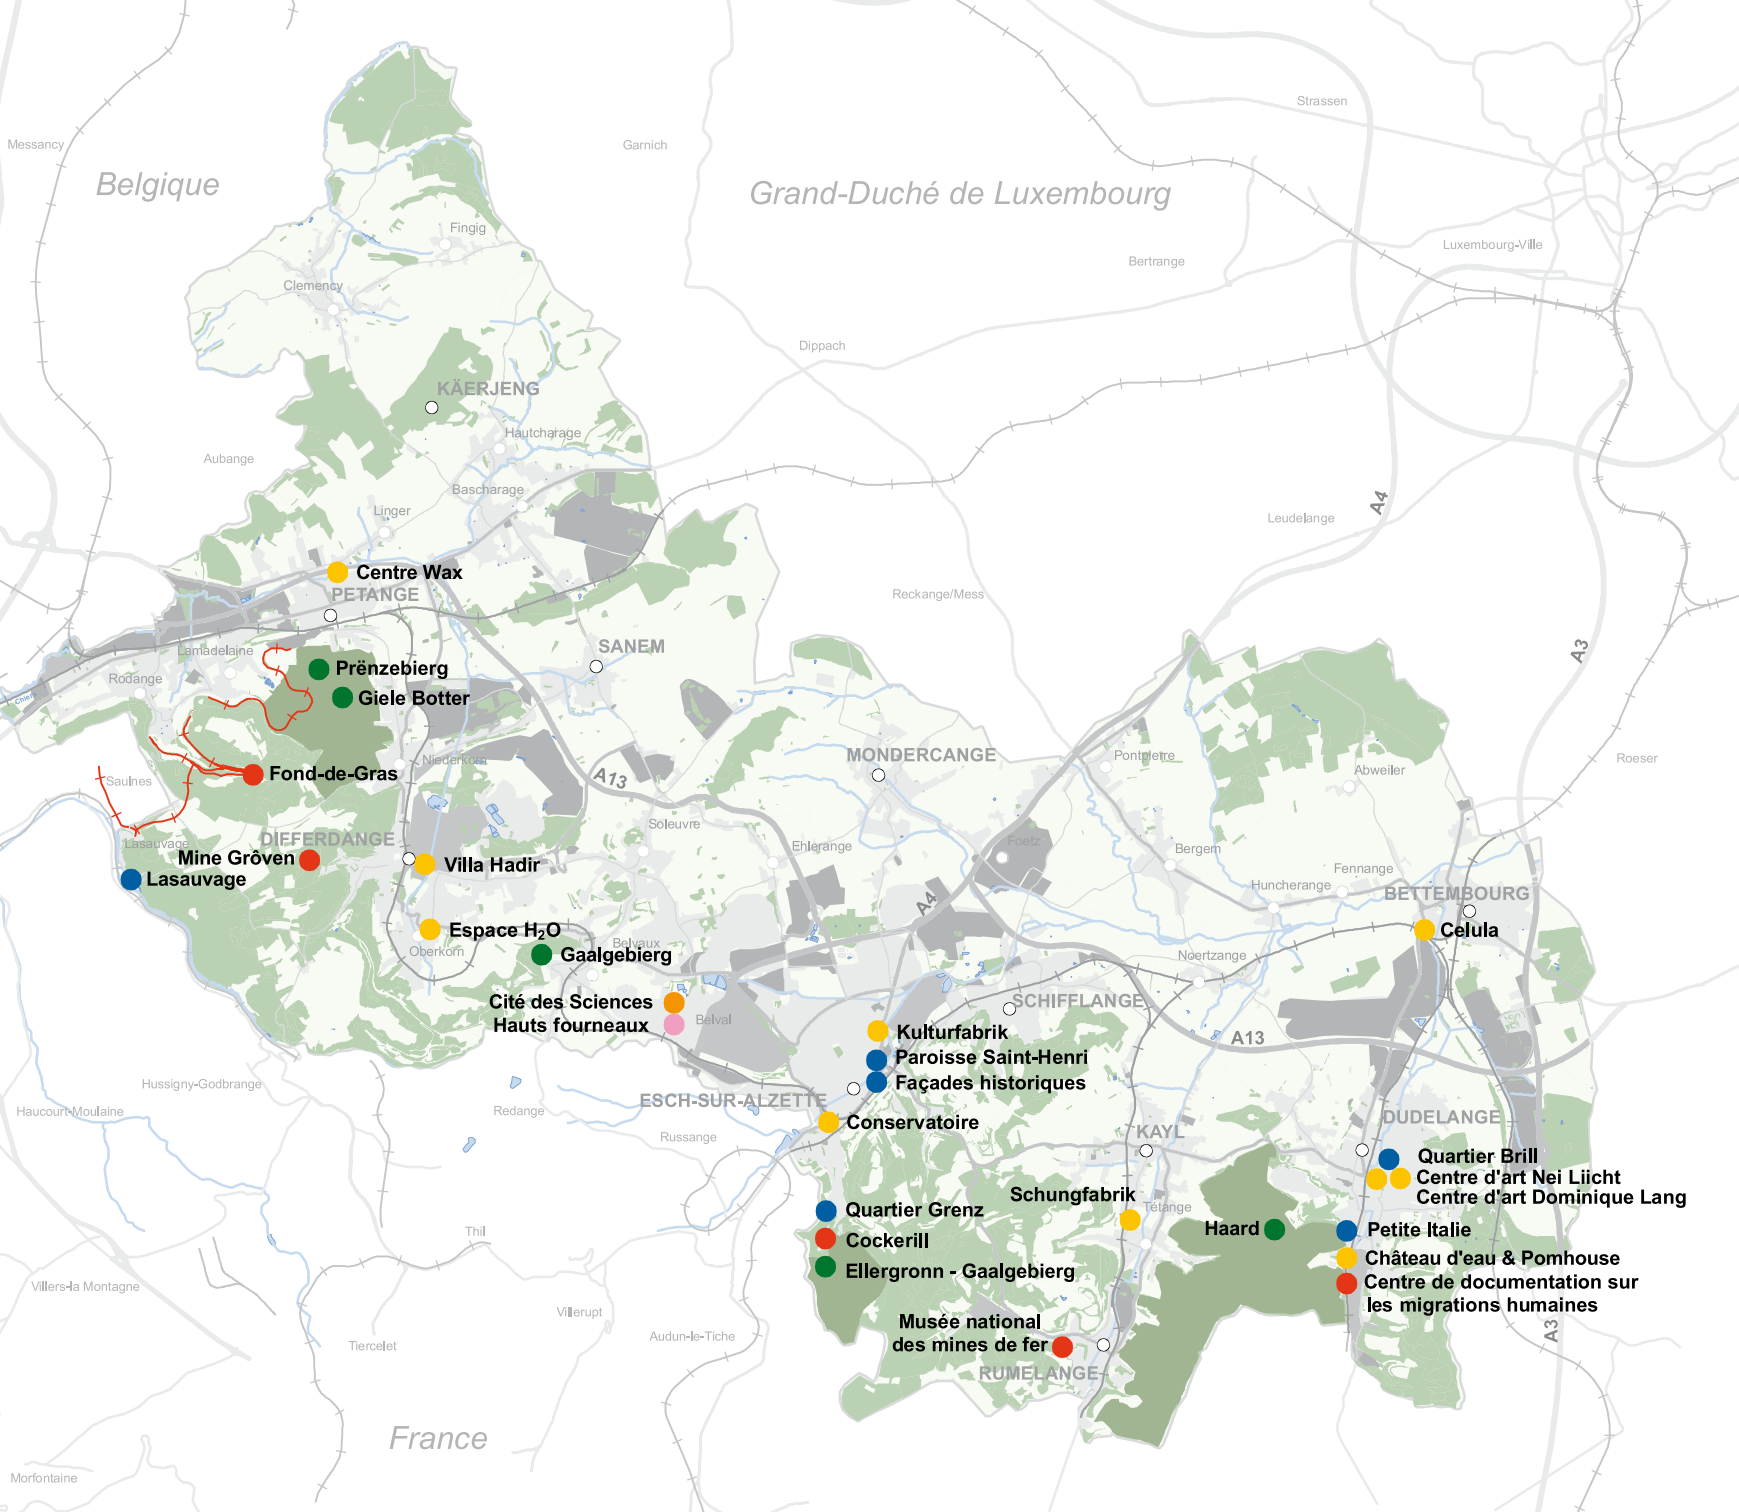 Strassen
Messancy
Garnich
Belgique
Grand-Duché de Luxembourg
Fingig
Luxembourg-Ville
Bertrange
Clemency
Dippach
KÄERJENG
Hautcharage
Aubange
Bascharage
A4
Linger
Leudelange
Centre Wax
PETANGE
Reckange/Mess
SANEM
Lamadelaine
A3
Prënzebierg
Rodange
Giele Botter
Chiers
MONDERCANGE
Pontpierre
Niederkorn
Roeser
Fond-de-Gras
A13
Abweiler
Saulnes
Soleuvre
DIFFERDANGE
Lasauvage
Foetz
Ehlerange
Bergem
Mine Grôven
Villa Hadir
Fennange
Lasauvage
Huncherange
BETTEMBOURG
A4
Espace H₂O
Celula
Belvaux
Oberkorn
Gaalgebierg
Noertzange
Cité des Sciences
SCHIFFLANGE
Hauts fourneaux
Belval
Kulturfabrik
A13
Paroisse Saint-Henri
Hussigny-Godbrange
Façades historiques
ESCH-SUR-ALZETTE
Haucourt-Moulaine
Redange
DUDELANGE
Conservatoire
Russange
KAYL
Quartier Brill
Centre d'art Nei Liicht
Schungfabrik
Centre d'art Dominique Lang
Tétange
Quartier Grenz
Haard
Petite Italie
Thil
Cockerill
Château d'eau & Pomhouse
Ellergronn - Gaalgebierg
Centre de documentation sur
Villers-la Montagne
les migrations humaines
Villerupt
Musée national
A3
Audun-le-Tiche
des mines de fer
Tiercelet
RUMELANGE
France
Morfontaine